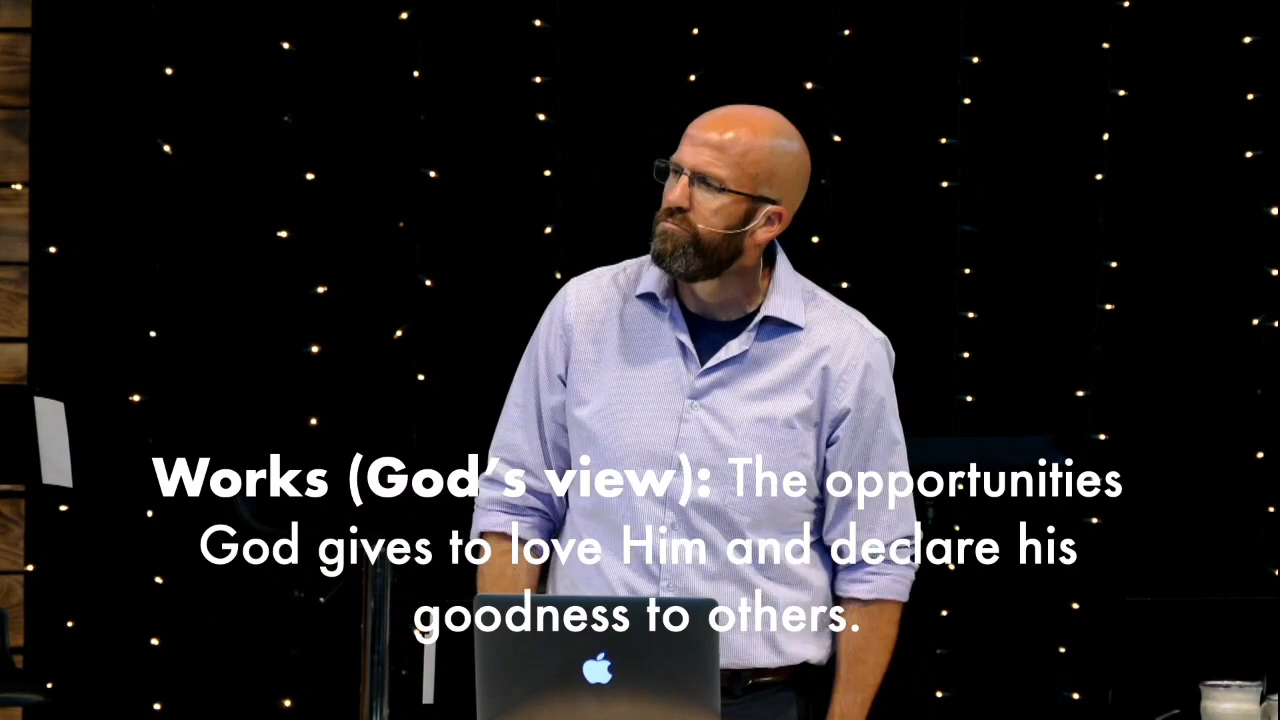 Works (God's view): The opportunities
God gives to love Him and declare his
goodness to others.